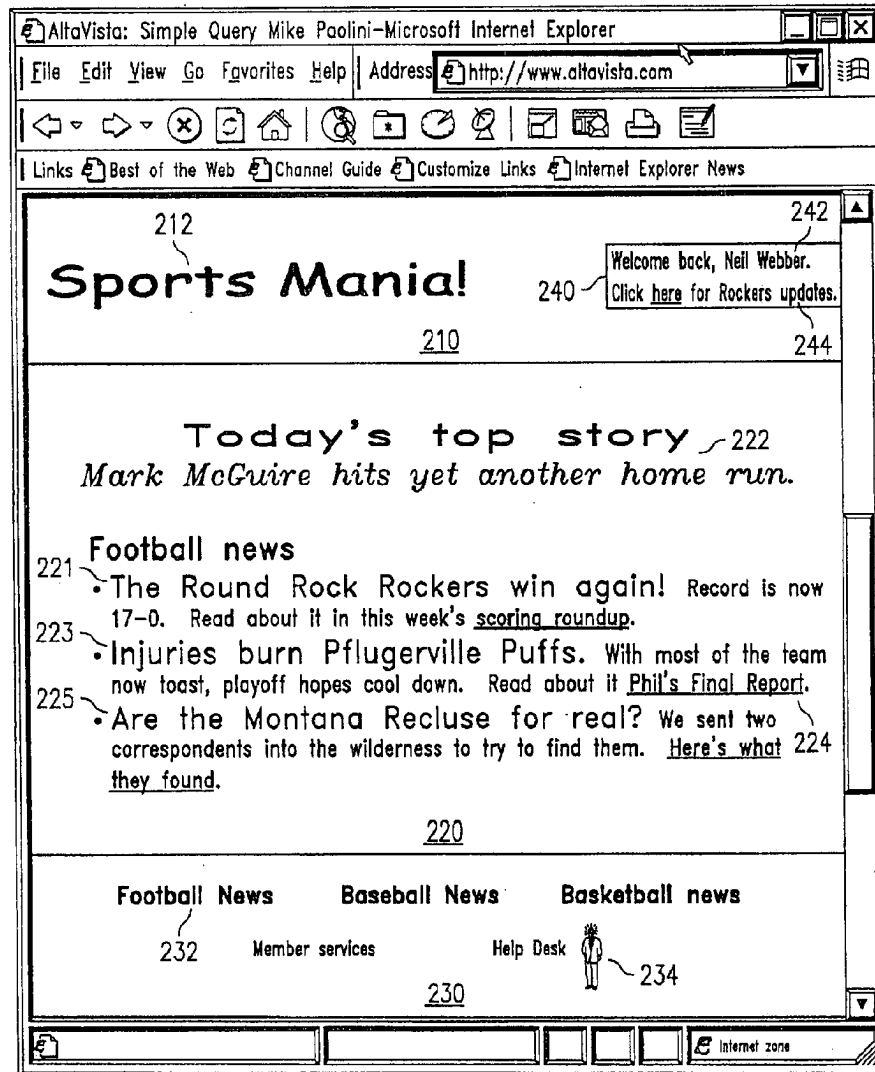 AltaVista: Simple Query Mike Paolini-Microsoft Internet Explorer
File Edit View Go Favorites Help Address http://www.altavista.com
Links Best of the Web Channel Guide Customize Links Internet Explorer News
212
242
Sports Mania!
240
Welcome back, Neil Webber.
Click here for Rockers updates.
210
244
Today's top story 222
Mark McGuire hits yet another home run.
Football news
221
• The Round Rock Rockers win again! Record is now
17-0. Read about it in this week's scoring roundup.
223
• Injuries burn Pflugerville Puffs. With most of the team
now toast, playoff hopes cool down. Read about it Phil's Final Report.
225
• Are the Montana Recluse for real? We sent two
correspondents into the wilderness to try to find them. Here's what 224
they found.
220
Football News Baseball News Basketball news
232 Member services Help Desk 234
230
Internet zone